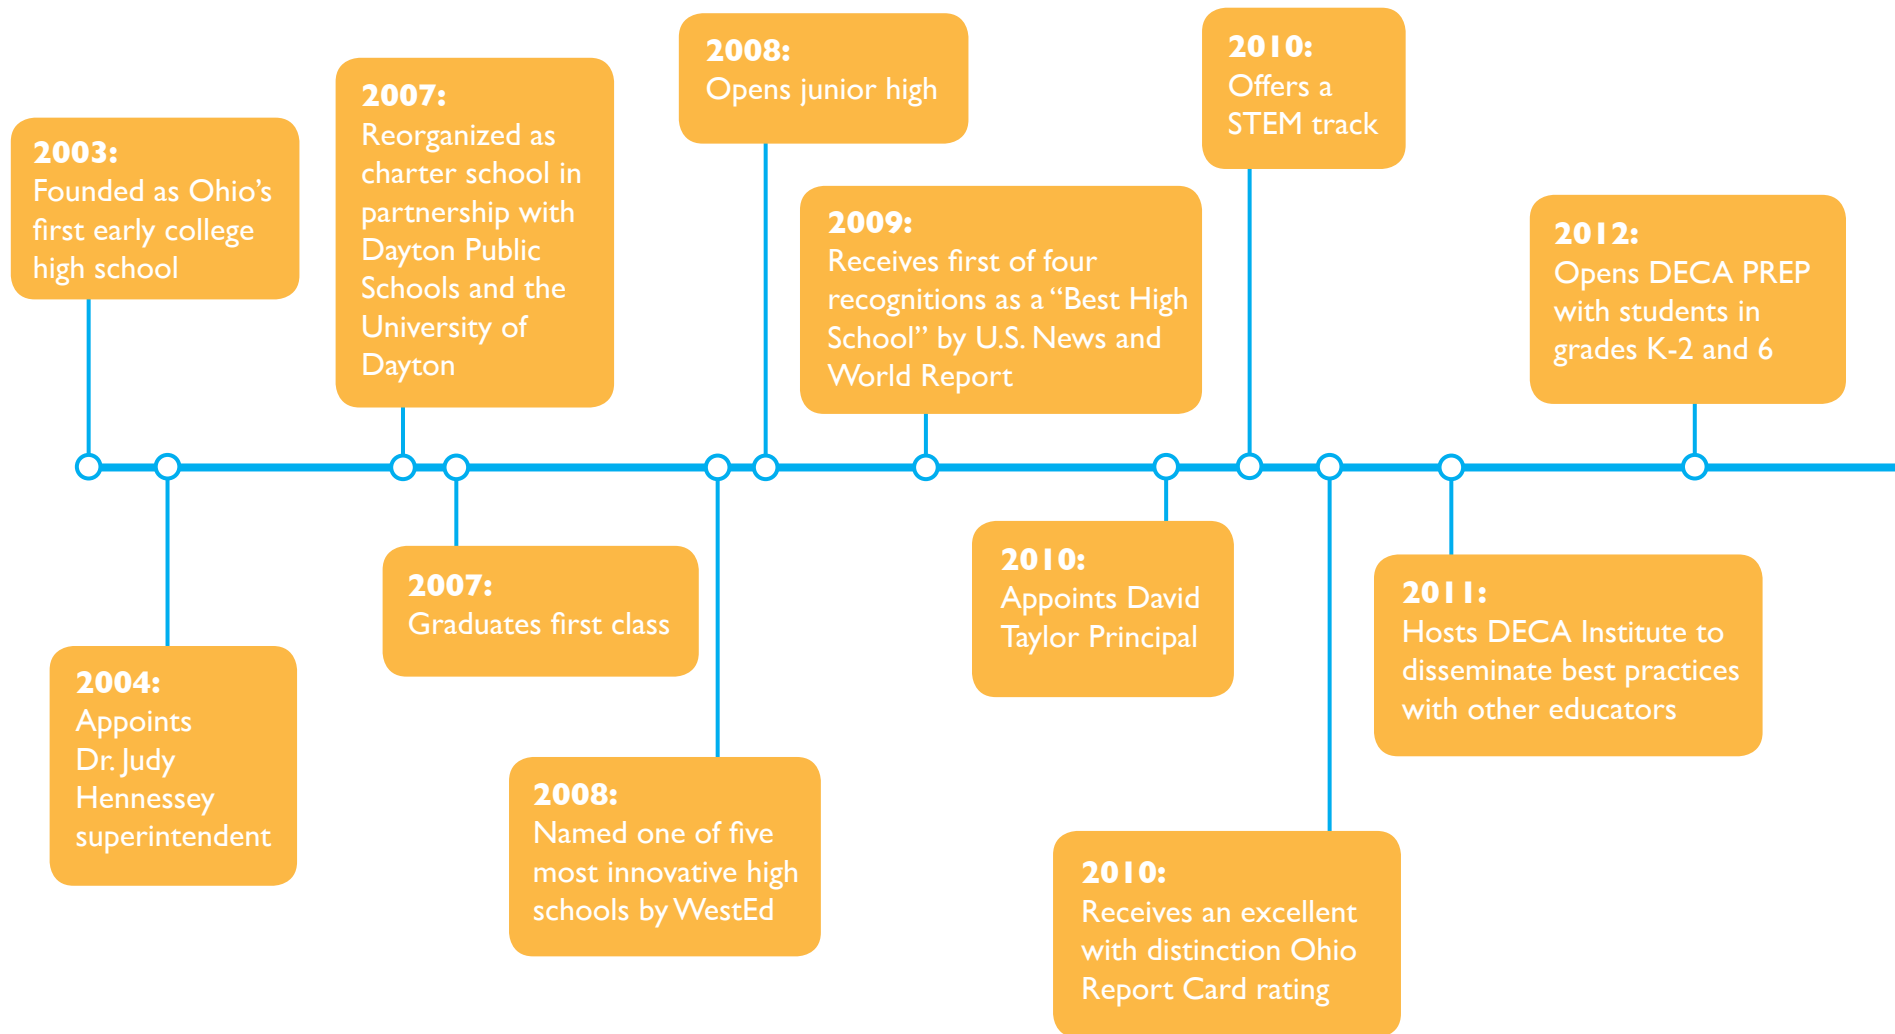 2003:
Founded as Ohio’s
first early college
high school
2004:
Appoints
Dr. Judy
Hennessey
superintendent
2007:
Reorganized as
charter school in
partnership with
Dayton Public
Schools and the
University of
Dayton
2007:
Graduates first class
2008:
Named one of five
most innovative high
schools by WestEd
2008:
Opens junior high
2009:
Receives first of four
recognitions as a “Best High
School” by U.S. News and
World Report
2010:
Appoints David
Taylor Principal
2010:
Offers a
STEM track
2010:
Receives an excellent
with distinction Ohio
Report Card rating
2011:
Hosts DECA Institute to
disseminate best practices
with other educators
2012:
Opens DECA PREP
with students in
grades K-2 and 6